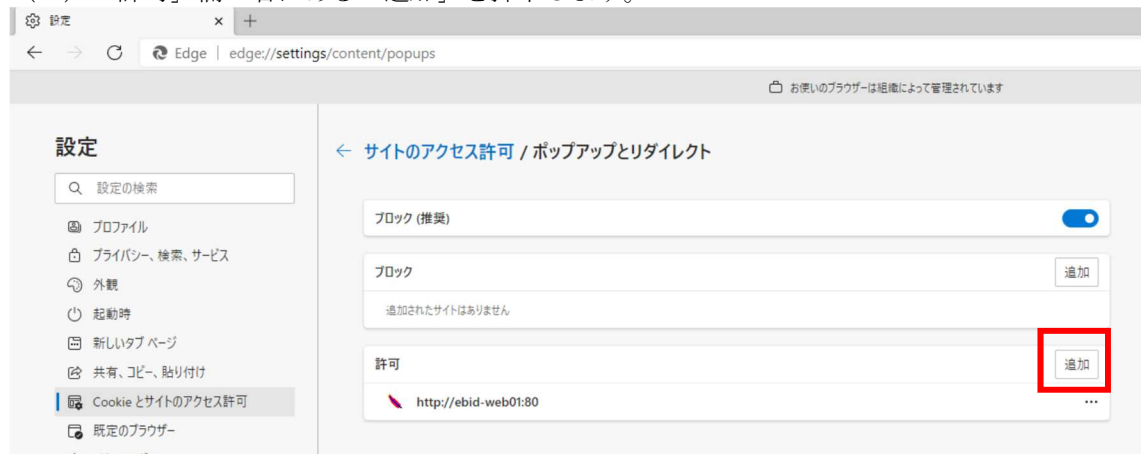 設定
Edge | edge://settings/content/popups
お使いのブラウザーは組織によって管理されています
設定
設定の検索
プロファイル
プライバシー、検索、サービス
外観
起動時
新しいタブ ページ
共有、コピー、貼り付け
Cookie とサイトのアクセス許可
既定のブラウザー
サイトのアクセス許可 / ポップアップとリダイレクト
ブロック (推奨)
ブロック
追加
追加されたサイトはありません
許可
追加
http://ebid-web01:80